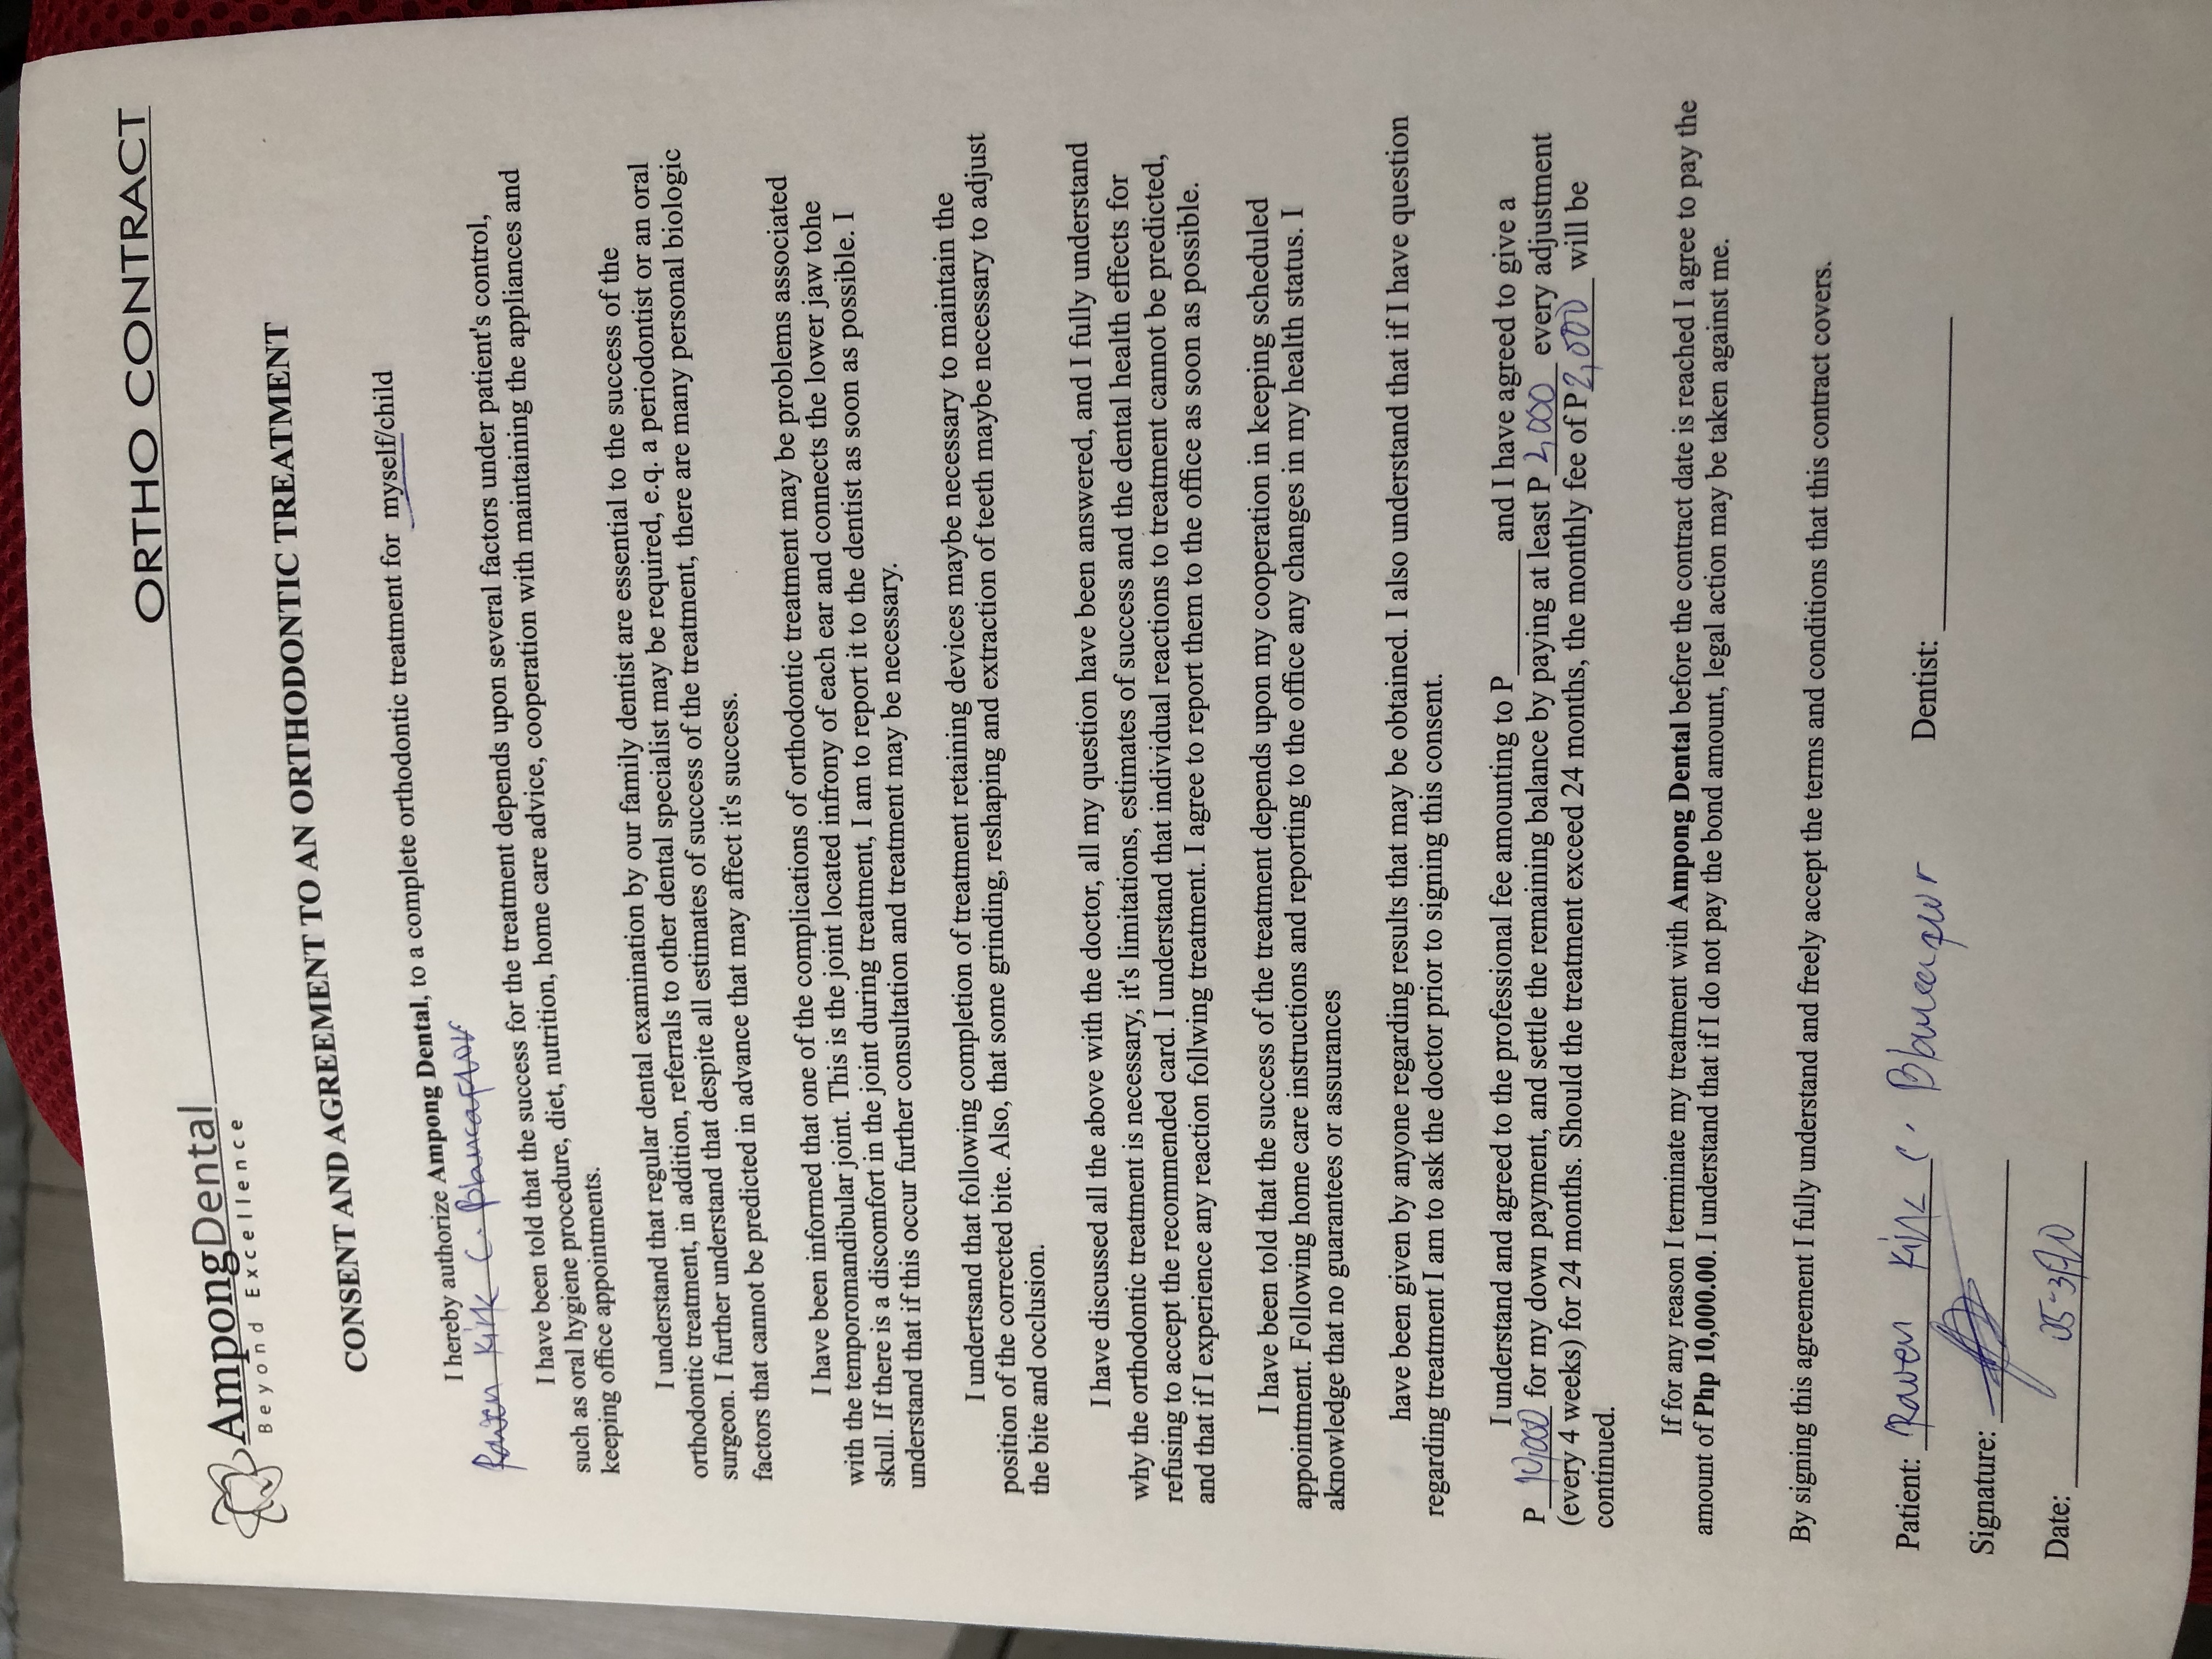 ORTHO CONTRACT
AmpongDental
Beyond Excellence
CONSENT AND AGREEMENT TO AN ORTHODONTIC TREATMENT
I hereby authorize Ampong Dental, to a complete orthodontic treatment for myself/child
Raven Kirk C. Blancaflor
I have been told that the success for the treatment depends upon several factors under patient's control,
such as oral hygiene procedure, diet, nutrition, home care advice, cooperation with maintaining the appliances and
keeping office appointments.
I understand that regular dental examination by our family dentist are essential to the success of the
orthodontic treatment, in addition, referrals to other dental specialist may be required, e.q. a periodontist or an oral
surgeon. I further understand that despite all estimates of success of the treatment, there are many personal biologic
factors that cannot be predicted in advance that may affect it's success.
I have been informed that one of the complications of orthodontic treatment may be problems associated
with the temporomandibular joint. This is the joint located infrony of each ear and connects the lower jaw tohe
skull. If there is a discomfort in the joint during treatment, I am to report it to the dentist as soon as possible. I
understand that if this occur further consultation and treatment may be necessary.
I undertsand that following completion of treatment retaining devices maybe necessary to maintain the
position of the corrected bite. Also, that some grinding, reshaping and extraction of teeth maybe necessary to adjust
the bite and occlusion.
I have discussed all the above with the doctor, all my question have been answered, and I fully understand
why the orthodontic treatment is necessary, it's limitations, estimates of success and the dental health effects for
refusing to accept the recommended card. I understand that individual reactions to treatment cannot be predicted,
and that if I experience any reaction follwing treatment. I agree to report them to the office as soon as possible.
I have been told that the success of the treatment depends upon my cooperation in keeping scheduled
appointment. Following home care instructions and reporting to the office any changes in my health status. I
aknowledge that no guarantees or assurances
have been given by anyone regarding results that may be obtained. I also understand that if I have question
regarding treatment I am to ask the doctor prior to signing this consent.
I understand and agreed to the professional fee amounting to P________ and I have agreed to give a
P 10,000 for my down payment, and settle the remaining balance by paying at least P 2,000 every adjustment
(every 4 weeks) for 24 months. Should the treatment exceed 24 months, the monthly fee of P 2,000 will be
continued.
If for any reason I terminate my treatment with Ampong Dental before the contract date is reached I agree to pay the
amount of Php 10,000.00. I understand that if I do not pay the bond amount, legal action may be taken against me.
By signing this agreement I fully understand and freely accept the terms and conditions that this contract covers.
Patient: Raven Kirk C. Blancaflor
Dentist:
Signature:
Date: